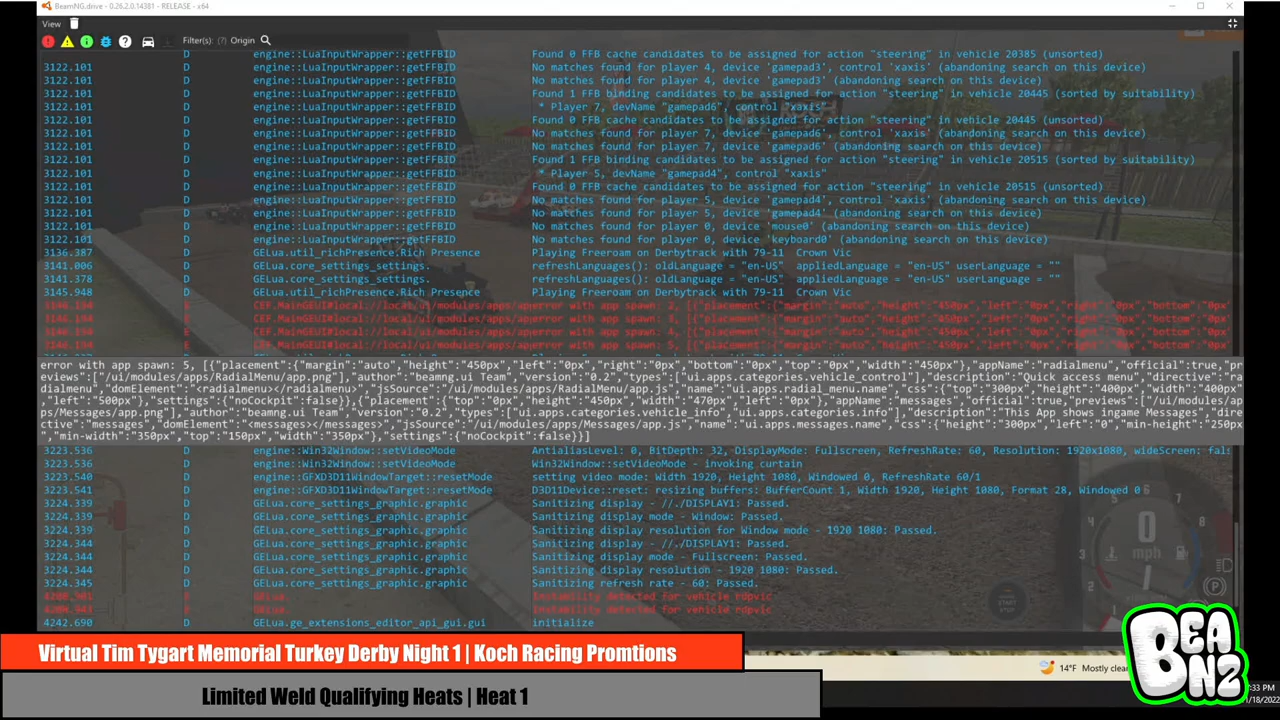 BeamNG.drive - 0.26.2.0.14381 - RELEASE - x64
View
Filter(s): (?) Origin
D engine::LuaInputWrapper::getFFBID Found 0 FFB cache candidates to be assigned for action "steering" in vehicle 20385 (unsorted)
3122.101 D engine::LuaInputWrapper::getFFBID No matches found for player 4, device 'gamepad3', control 'xaxis' (abandoning search on this device)
3122.101 D engine::LuaInputWrapper::getFFBID No matches found for player 4, device 'gamepad3' (abandoning search on this device)
3122.101 D engine::LuaInputWrapper::getFFBID Found 1 FFB binding candidates to be assigned for action "steering" in vehicle 20445 (sorted by suitability)
3122.101 D engine::LuaInputWrapper::getFFBID * Player 7, devName "gamepad6", control "xaxis"
3122.101 D engine::LuaInputWrapper::getFFBID Found 0 FFB cache candidates to be assigned for action "steering" in vehicle 20445 (unsorted)
3122.101 D engine::LuaInputWrapper::getFFBID No matches found for player 7, device 'gamepad6', control 'xaxis' (abandoning search on this device)
3122.101 D engine::LuaInputWrapper::getFFBID No matches found for player 7, device 'gamepad6' (abandoning search on this device)
3122.101 D engine::LuaInputWrapper::getFFBID Found 1 FFB binding candidates to be assigned for action "steering" in vehicle 20515 (sorted by suitability)
3122.101 D engine::LuaInputWrapper::getFFBID * Player 5, devName "gamepad4", control "xaxis"
3122.101 D engine::LuaInputWrapper::getFFBID Found 0 FFB cache candidates to be assigned for action "steering" in vehicle 20515 (unsorted)
3122.101 D engine::LuaInputWrapper::getFFBID No matches found for player 5, device 'gamepad4', control 'xaxis' (abandoning search on this device)
3122.101 D engine::LuaInputWrapper::getFFBID No matches found for player 5, device 'gamepad4' (abandoning search on this device)
3122.101 D engine::LuaInputWrapper::getFFBID No matches found for player 0, device 'mouse0' (abandoning search on this device)
3122.101 D engine::LuaInputWrapper::getFFBID No matches found for player 0, device 'keyboard0' (abandoning search on this device)
3136.387 D GELua.util_richPresence.Rich Presence Playing Freeroam on Derbytrack with 79-11 Crown Vic
3141.006 D GELua.core_settings_settings. refreshLanguages(): oldLanguage = "en-US" appliedLanguage = "en-US" userLanguage = ""
3141.378 D GELua.core_settings_settings. refreshLanguages(): oldLanguage = "en-US" appliedLanguage = "en-US" userLanguage = ""
3145.948 D GELua.util_richPresence.Rich Presence Playing Freeroam on Derbytrack with 79-11 Crown Vic
error with app spawn: 5, [{"placement":{"margin":"auto","height":"450px","left":"0px","right":"0px","bottom":"0px","top":"0px","width":"450px"},"appName":"radialmenu","official":true,"pr
eviews":["/ui/modules/apps/RadialMenu/app.png"],"author":"beamng.ui Team","version":"0.2","types":["ui.apps.categories.vehicle_control"],"description":"Quick access menu","directive":"ra
dialmenu","domElement":"<radialmenu></radialmenu>","jsSource":"/ui/modules/apps/RadialMenu/app.js","name":"ui.apps.radial_menu.name","css":{"top":"300px","height":"400px","width":"400px"
,"left":"500px"},"settings":{"noCockpit":false}},{"placement":{"top":"0px","height":"450px","width":"470px","left":"0px"},"appName":"messages","official":true,"previews":["/ui/modules/ap
ps/Messages/app.png"],"author":"beamng.ui Team","version":"0.2","types":["ui.apps.categories.vehicle_info","ui.apps.categories.info"],"description":"This App shows ingame Messages","dire
ctive":"messages","domElement":"<messages></messages>","jsSource":"/ui/modules/apps/Messages/app.js","name":"ui.apps.messages.name","css":{"height":"300px","left":"0","min-height":"250px
","min-width":"350px","top":"150px","width":"350px"},"settings":{"noCockpit":false}}]
3223.536 D engine::Win32Window::setVideoMode AntialiasLevel: 0, BitDepth: 32, DisplayMode: Fullscreen, RefreshRate: 60, Resolution: 1920x1080, wideScreen: fals
D Win32Window::setVideoMode - invoking curtain
3223.540 D engine::GFXD3D11WindowTarget::resetMode setting video mode: Width 1920, Height 1080, Windowed 0, RefreshRate 60/1
3223.541 D engine::GFXD3D11WindowTarget::resetMode D3D11Device::reset: resizing buffers: BufferCount 1, Width 1920, Height 1080, Format 28, Windowed 0
3224.339 D GELua.core_settings_graphic.graphic Sanitizing display - //./DISPLAY1: Passed.
3224.339 D GELua.core_settings_graphic.graphic Sanitizing display mode - Window: Passed.
3224.339 D GELua.core_settings_graphic.graphic Sanitizing display resolution for Window mode - 1920 1080: Passed.
3224.344 D GELua.core_settings_graphic.graphic Sanitizing display - //./DISPLAY1: Passed.
3224.344 D GELua.core_settings_graphic.graphic Sanitizing display mode - Fullscreen: Passed.
3224.344 D GELua.core_settings_graphic.graphic Sanitizing display resolution - 1920 1080: Passed.
3224.345 D GELua.core_settings_graphic.graphic Sanitizing refresh rate - 60: Passed.
E GELua. Instability detected for vehicle rdpvic
E GELua. Instability detected for vehicle rdpvic
4242.690 D GELua.ge_extensions_editor_api_gui.gui initialize
0
mph
Virtual Tim Tygart Memorial Turkey Derby Night 1 | Koch Racing Promtions
Limited Weld Qualifying Heats | Heat 1
14°F Mostly clea
:33 PM
1/18/2022
BEANZ